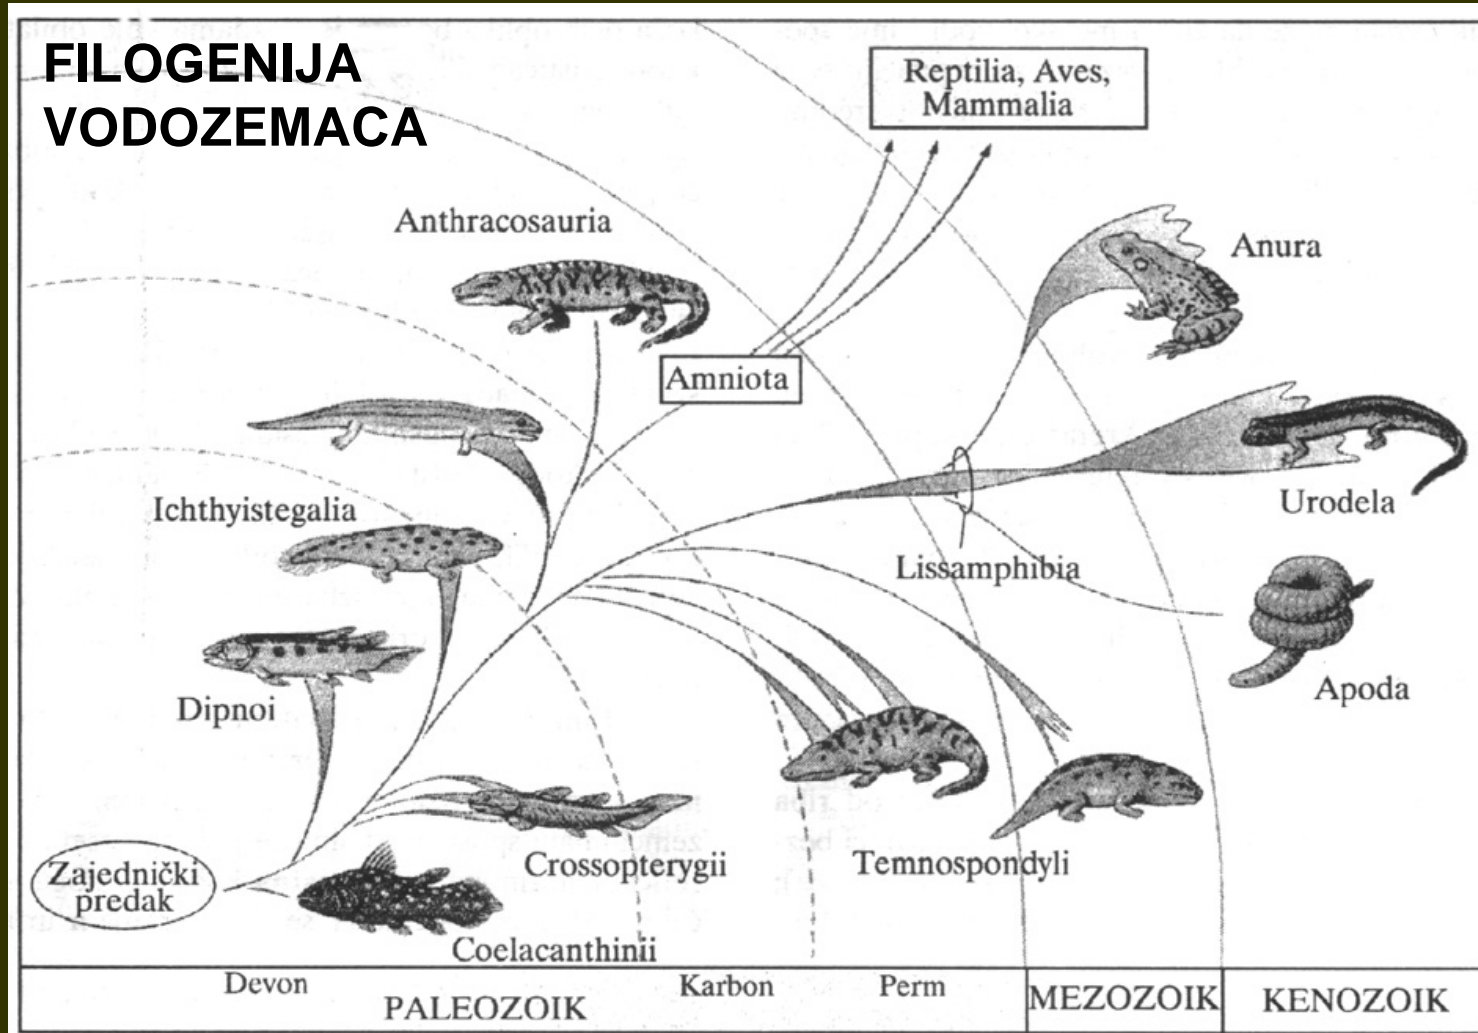 FILOGENIJA
VODOZEMACA
Reptilia, Aves,
Mammalia
Anthracosauria
Anura
Amniota
Ichthyistegalia
Urodela
Lissamphibia
Dipnoi
Apoda
Zajednički
predak
Crossopterygii
Temnospondyli
Coelacanthinii
Devon
Karbon
Perm
PALEOZOIK
MEZOZOIK
KENOZOIK